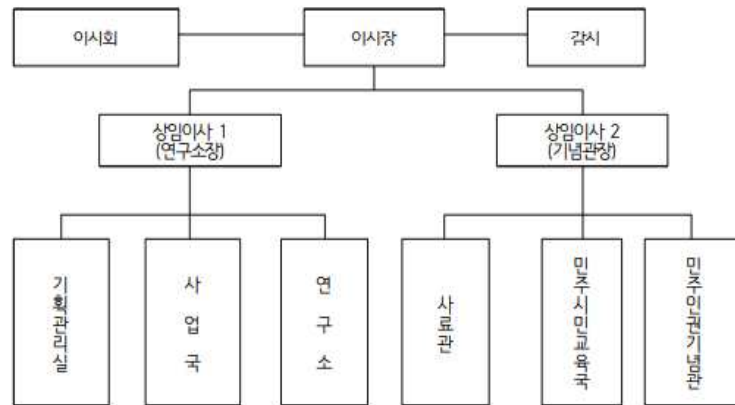 이사회
이사장
감사
상임이사 1
(연구소장)
상임이사 2
(기념관장)
기획관리실
사업국
연구소
사료관
민주시민교육국
민주인권기념관